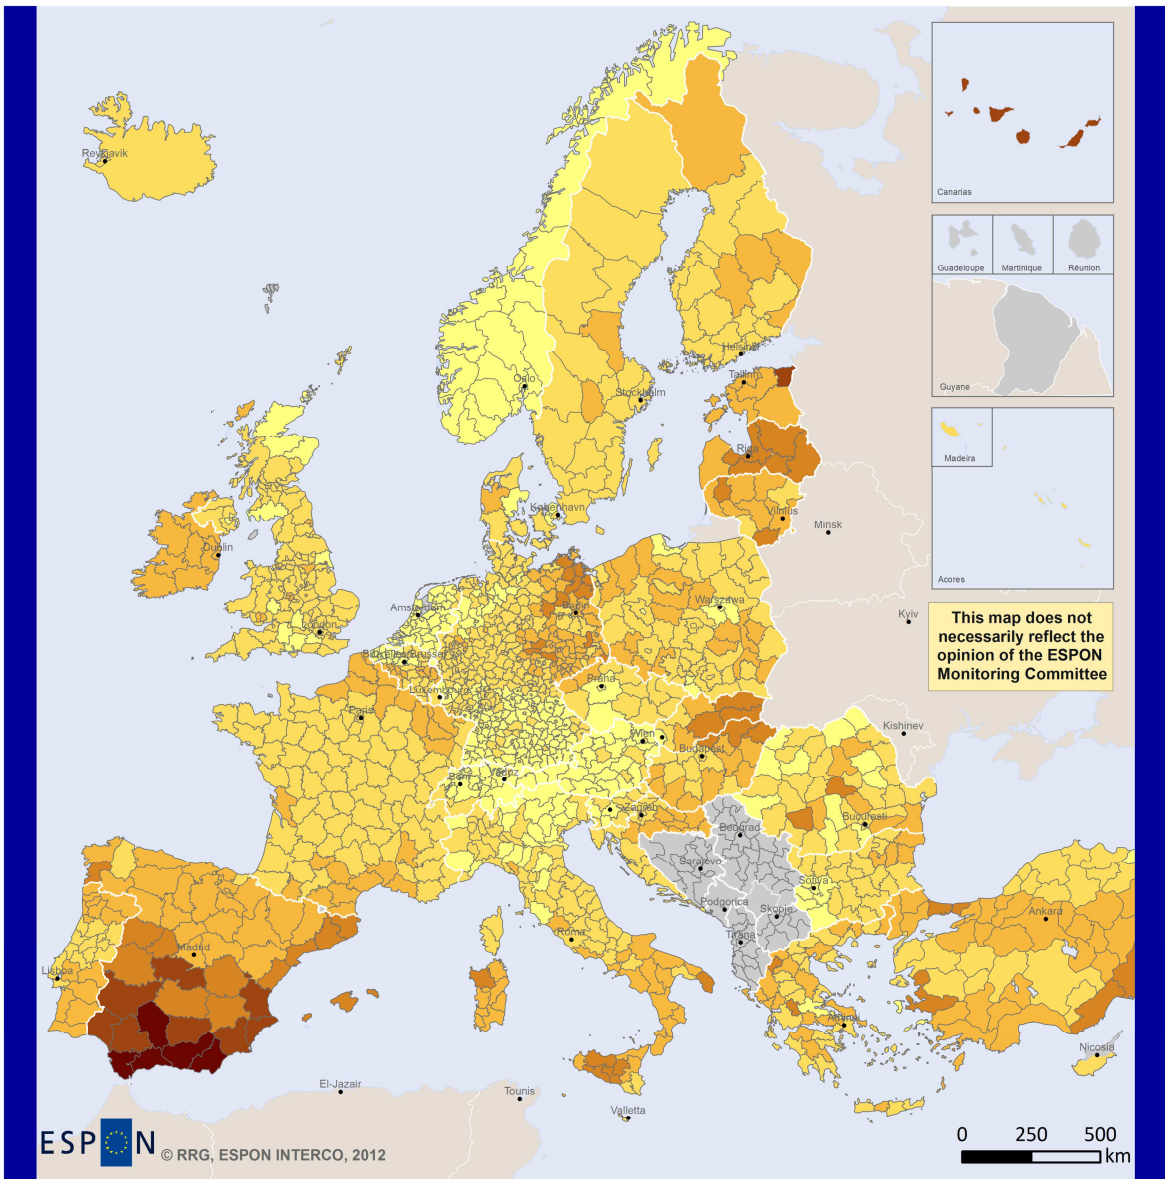 Reykjavik
Canarias
Guadeloupe
Martinique
Réunion
Guyane
Madeira
Acores
Oslo
Helsinki
Tallinn
Stockholm
Riga
København
Vilnius
Minsk
Dublin
Berlin
Warszawa
Amsterdam
London
Kyiv
This map does not
necessarily reflect the
opinion of the ESPON
Monitoring Committee
Luxembourg
Praha
Paris
Kishinev
Wien
Budapest
Bern
Vaduz
Zagreb
Bucuresti
Beograd
Sarajevo
Sofiya
Podgorica
Skopje
Ankara
Roma
Tirana
Madrid
Lisboa
Athinai
Nicosia
El-Jazair
Tounis
Valletta
ESPON
© RRG, ESPON INTERCO, 2012
0 250 500
km